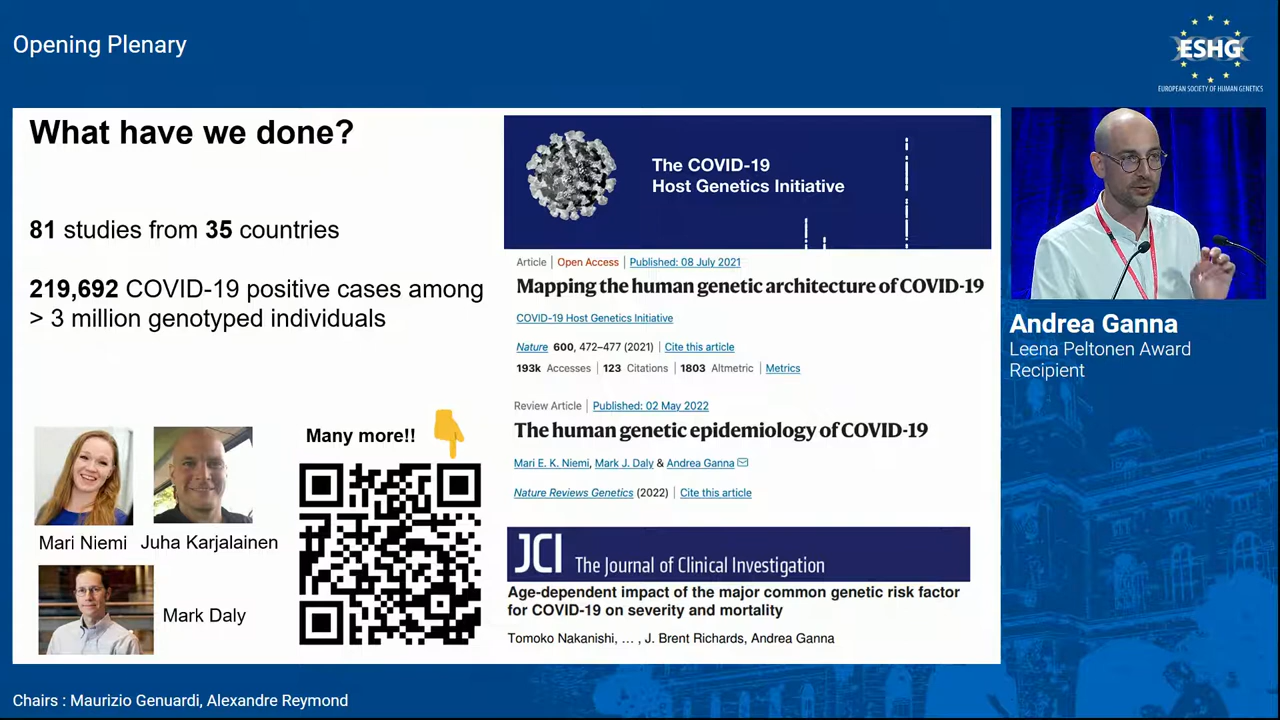 Opening Plenary
ESHG
EUROPEAN SOCIETY OF HUMAN GENETICS
What have we done?
81 studies from 35 countries
219,692 COVID-19 positive cases among
> 3 million genotyped individuals
Many more!!
Mari Niemi
Juha Karjalainen
Mark Daly
The COVID-19
Host Genetics Initiative
Article | Open Access | Published: 08 July 2021
Mapping the human genetic architecture of COVID-19
COVID-19 Host Genetics Initiative
Nature 600, 472–477 (2021) | Cite this article
193k Accesses | 123 Citations | 1803 Altmetric | Metrics
Review Article | Published: 02 May 2022
The human genetic epidemiology of COVID-19
Mari E. K. Niemi, Mark J. Daly & Andrea Ganna
Nature Reviews Genetics (2022) | Cite this article
JCI The Journal of Clinical Investigation
Age-dependent impact of the major common genetic risk factor
for COVID-19 on severity and mortality
Tomoko Nakanishi, … , J. Brent Richards, Andrea Ganna
Andrea Ganna
Leena Peltonen Award
Recipient
Chairs : Maurizio Genuardi, Alexandre Reymond